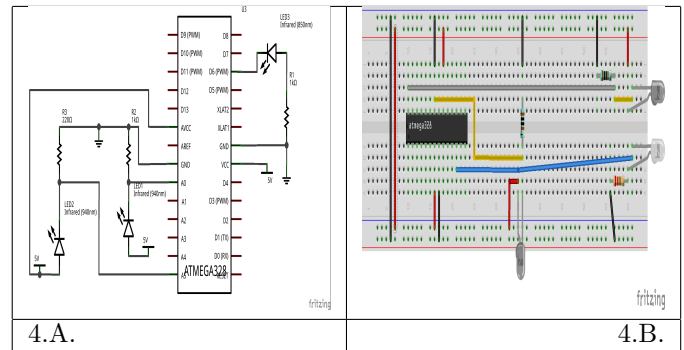 U3
LED3
Infrared (850nm)
D9 (PWM)
D8
D10 (PWM)
D7
D11 (PWM)
D6 (PWM)
R1
1kΩ
D12
D5 (PWM)
R3
220Ω
R2
1kΩ
D13
XLAT2
AVCC
XLAT1
AREF
GND
GND
VCC
5V
A0
D4
LED1
Infrared (940nm)
A1
D3 (PWM)
LED2
Infrared (940nm)
A2
D2
A3
D1 (TX)
5V
A4
D0 (RX)
5V
ATMEGA328
fritzing
atmega328
fritzing
4.A.
4.B.